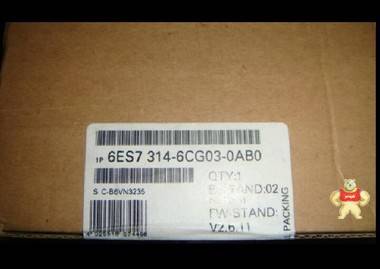 1P 6ES7 314-6CG03-0AB0
S C-B6VN3235
QTY:1
STAND:02
FW-STAND:
V2.6.11
PACKING